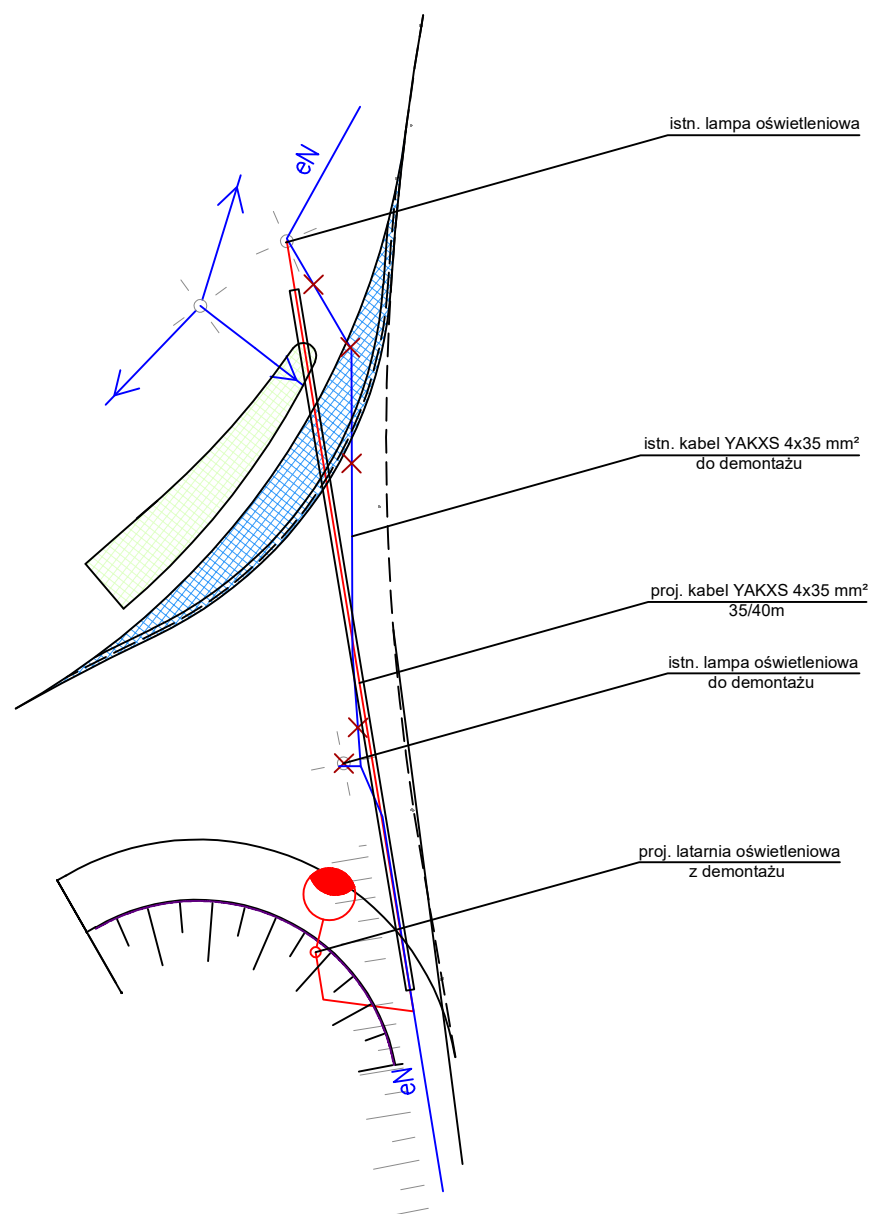 istn. lampa oświetleniowa
eN
istn. kabel YAKXS 4x35 mm²
do demontażu
proj. kabel YAKXS 4x35 mm²
35/40m
istn. lampa oświetleniowa
do demontażu
proj. latarnia oświetleniowa
z demontażu
eN